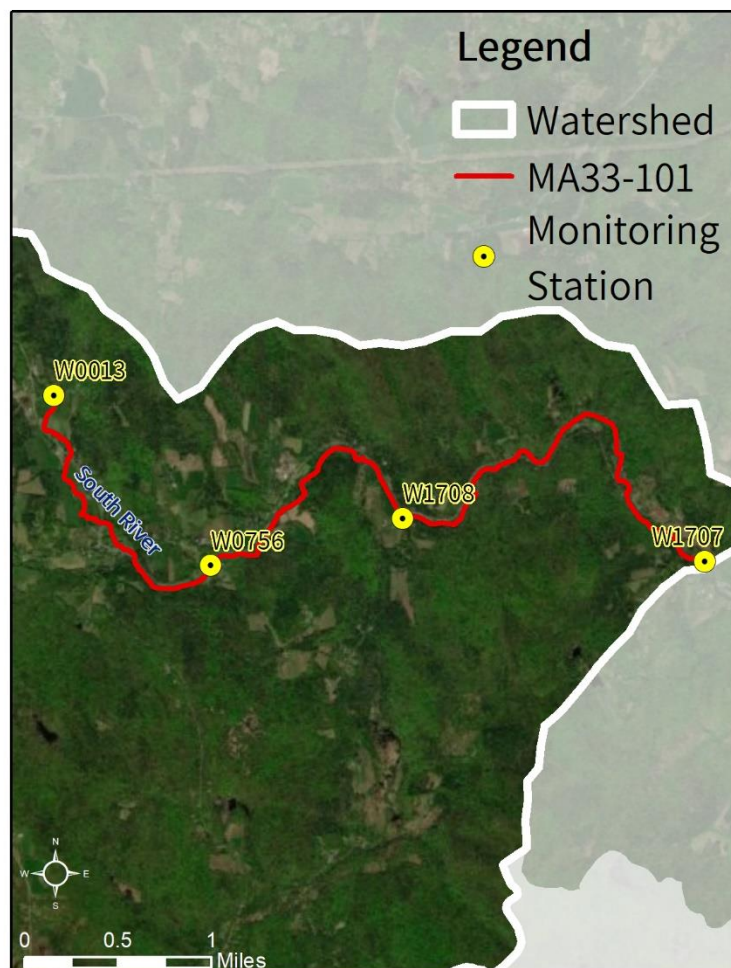 Legend
Watershed
MA33-101
Monitoring
Station
W0013
South River
W1708
W0756
W1707
N
W E
S
0 0.5 1
Miles